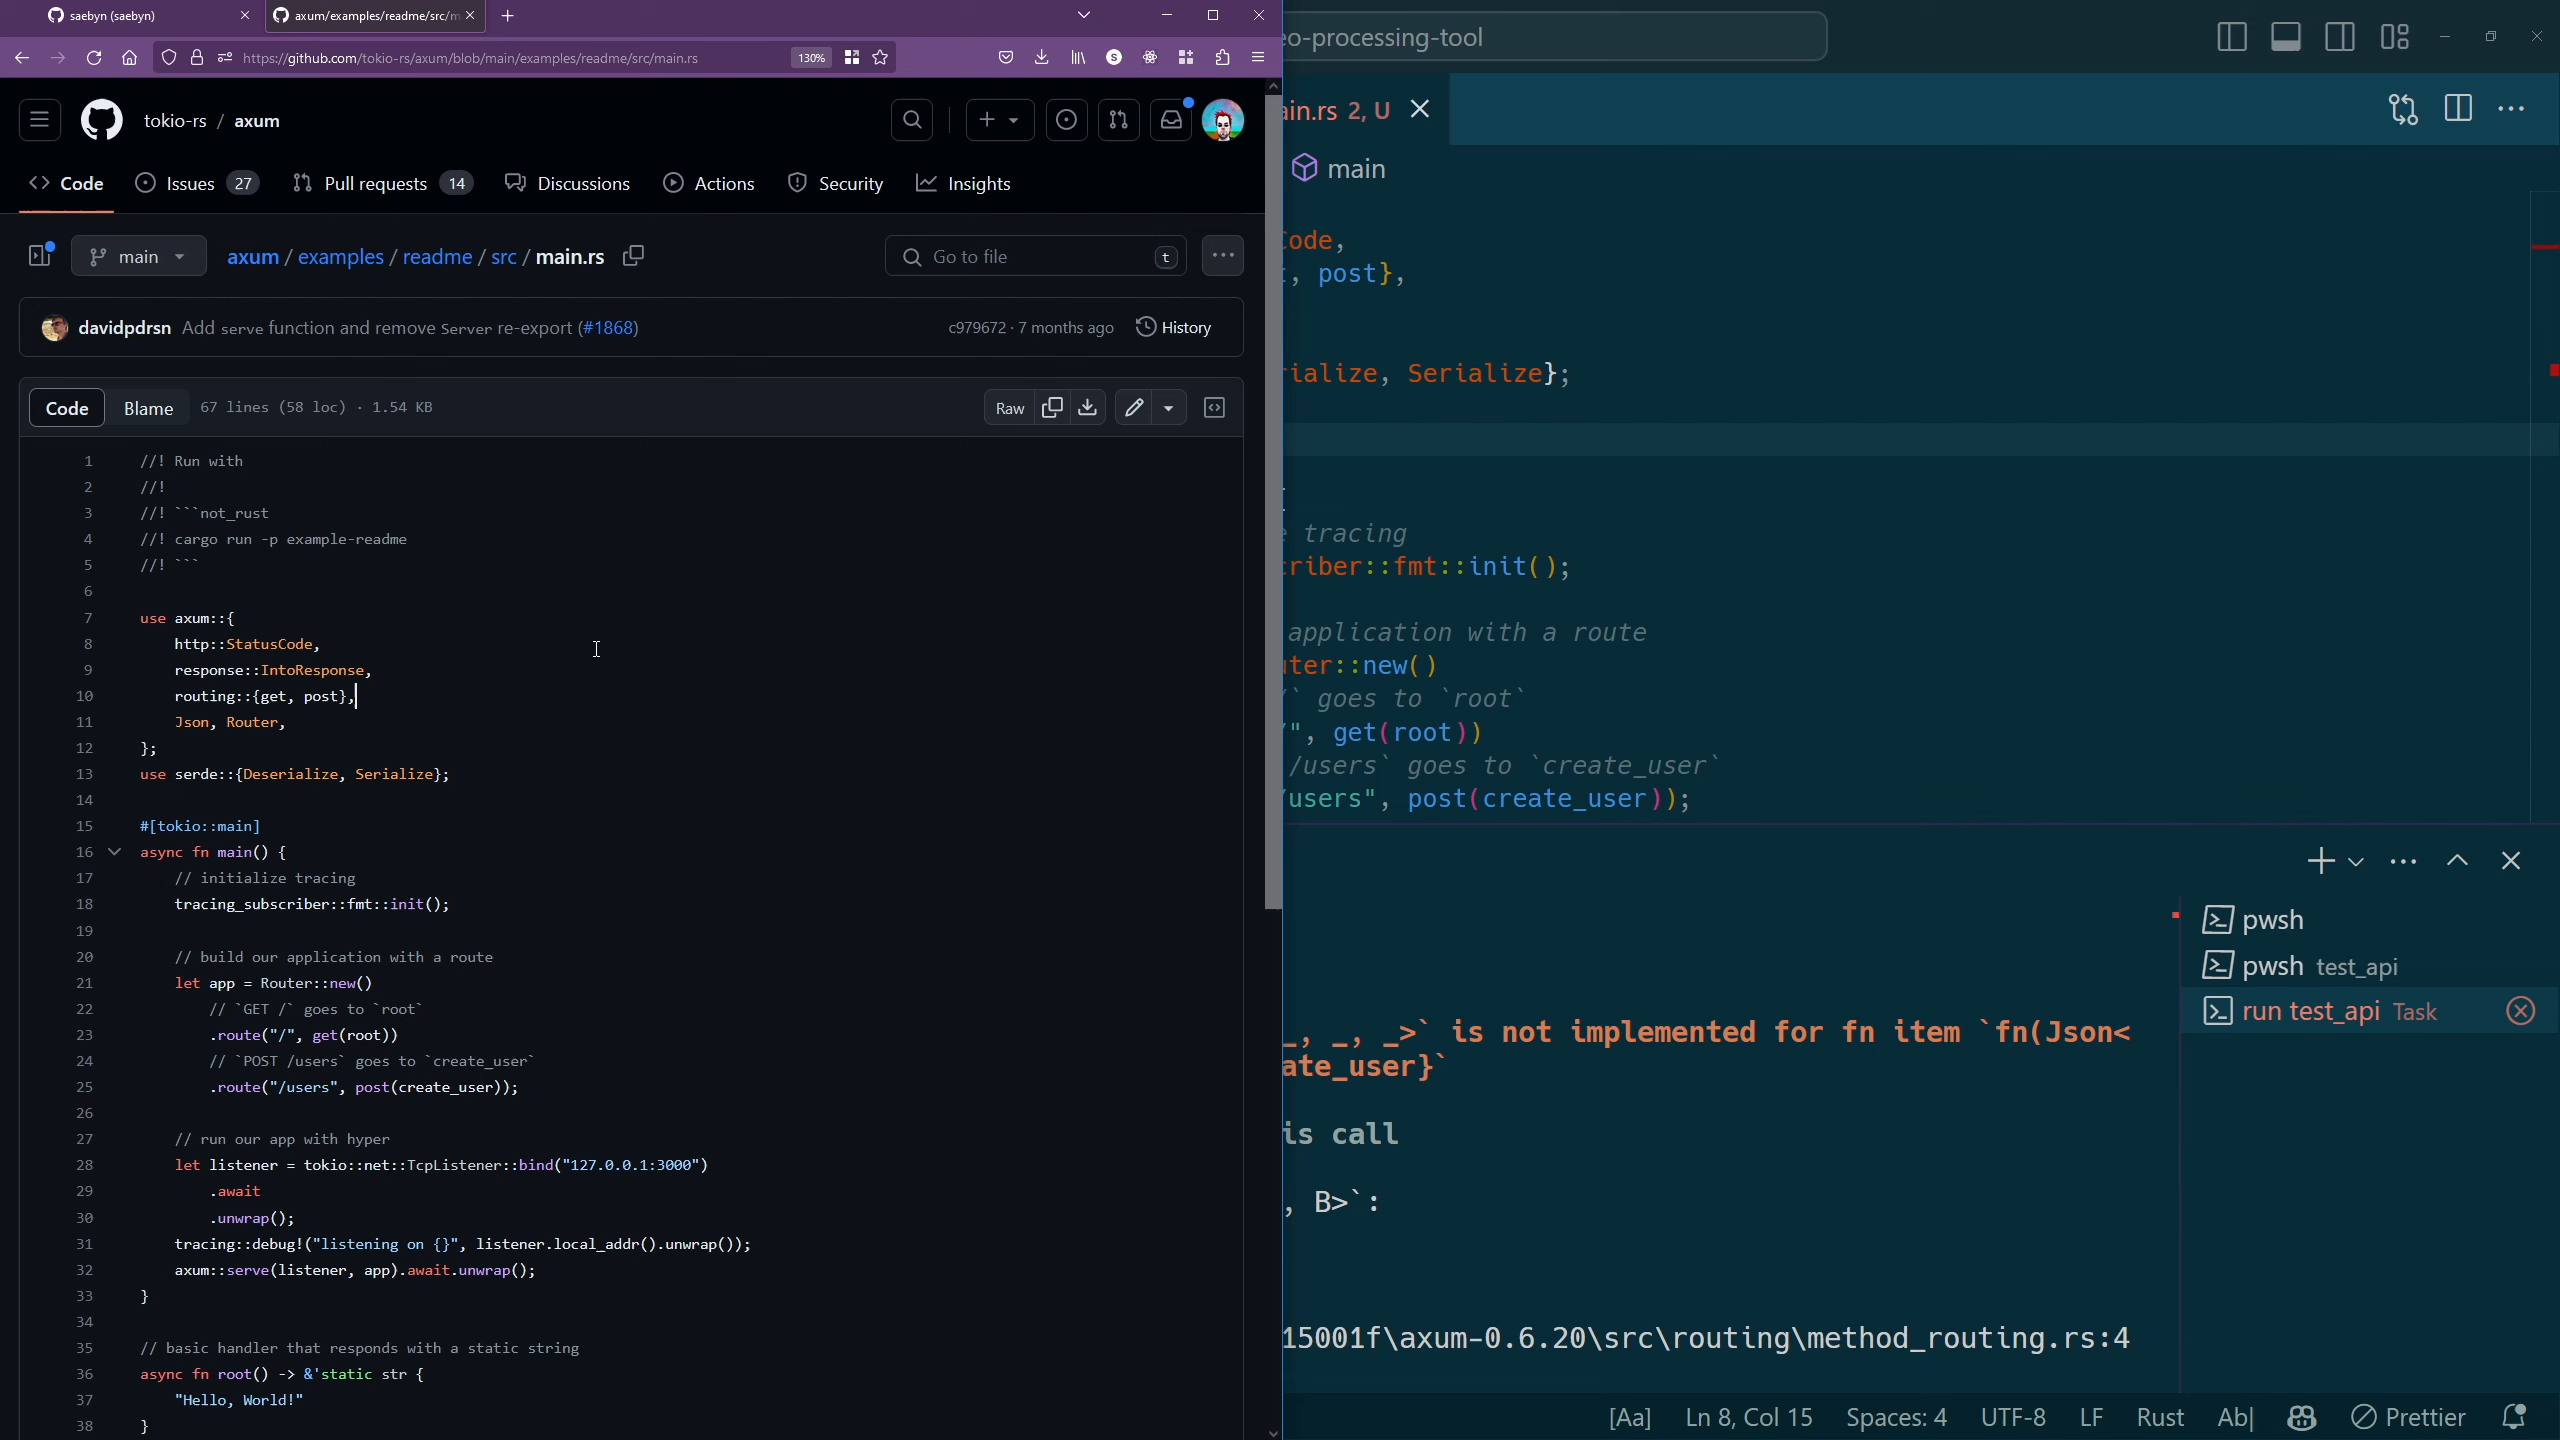 saebyn (saebyn)
axum/examples/readme/src/m
https://github.com/tokio-rs/axum/blob/main/examples/readme/src/main.rs
130%
S
tokio-rs / axum
Code
Issues 27
Pull requests 14
Discussions
Actions
Security
Insights
main
axum / examples / readme / src / main.rs
Go to file
t
davidpdrsn Add serve function and remove Server re-export (#1868)
c979672 · 7 months ago
History
Code
Blame
67 lines (58 loc) · 1.54 KB
Raw
1 //! Run with
2 //!
3 //! ```not_rust
4 //! cargo run -p example-readme
5 //! ```
6
7 use axum::{
8 http::StatusCode,
9 response::IntoResponse,
10 routing::{get, post},
11 Json, Router,
12 };
13 use serde::{Deserialize, Serialize};
14
15 #[tokio::main]
16 async fn main() {
17 // initialize tracing
18 tracing_subscriber::fmt::init();
19
20 // build our application with a route
21 let app = Router::new()
22 // `GET /` goes to `root`
23 .route("/", get(root))
24 // `POST /users` goes to `create_user`
25 .route("/users", post(create_user));
26
27 // run our app with hyper
28 let listener = tokio::net::TcpListener::bind("127.0.0.1:3000")
29 .await
30 .unwrap();
31 tracing::debug!("listening on {}", listener.local_addr().unwrap());
32 axum::serve(listener, app).await.unwrap();
33 }
34
35 // basic handler that responds with a static string
36 async fn root() -> &'static str {
37 "Hello, World!"
38 }
eo-processing-tool
ain.rs 2, U
main
Code,
, post},
rialize, Serialize};
tracing
criber::fmt::init();
application with a route
uter::new()
/` goes to `root`
/", get(root))
/users` goes to `create_user`
/users", post(create_user));
pwsh
pwsh test_api
run test_api Task
_, _, _>` is not implemented for fn item `fn(Json<
ate_user}`
is call
, B>`:
15001f\axum-0.6.20\src\routing\method_routing.rs:4
[Aa]
Ln 8, Col 15
Spaces: 4
UTF-8
LF
Rust
Ab|
Prettier